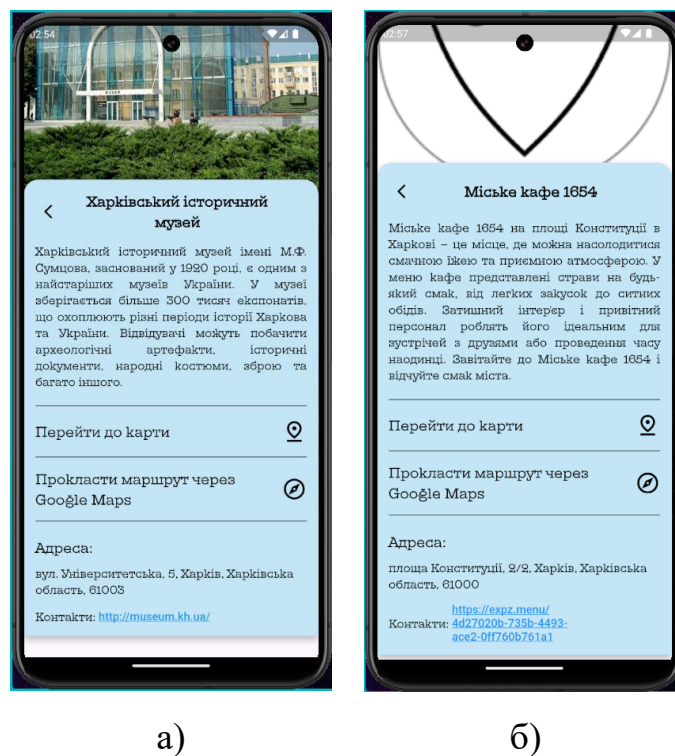 02:54
МУЗЕЙ
Харківський історичний
музей
Харківський історичний музей імені М.Ф.
Сумцова, заснований у 1920 році, є одним з
найстаріших музеїв України. У музеї
зберігається більше 300 тисяч експонатів,
що охоплюють різні періоди історії Харкова
та України. Відвідувачі можуть побачити
археологічні артефакти, історичні
документи, народні костюми, зброю та
багато іншого.
Перейти до карти
Прокласти маршрут через
Google Maps
Адреса:
вул. Університетська, 5, Харків, Харківська
область, 61003
Контакти: http://museum.kh.ua/
а)
02:57
Міське кафе 1654
Міське кафе 1654 на площі Конституції в
Харкові – це місце, де можна насолодитися
смачною їжею та приємною атмосферою. У
меню кафе представлені страви на будь-
який смак, від легких закусок до ситних
обідів. Затишний інтер'єр і привітний
персонал роблять його ідеальним для
зустрічей з друзями або проведення часу
наодинці. Завітайте до Міське кафе 1654 і
відчуйте смак міста.
Перейти до карти
Прокласти маршрут через
Google Maps
Адреса:
площа Конституції, 2/2, Харків, Харківська
область, 61000
https://expz.menu/
Контакти: 4d27020b-735b-4493-
ace2-0ff760b761a1
б)